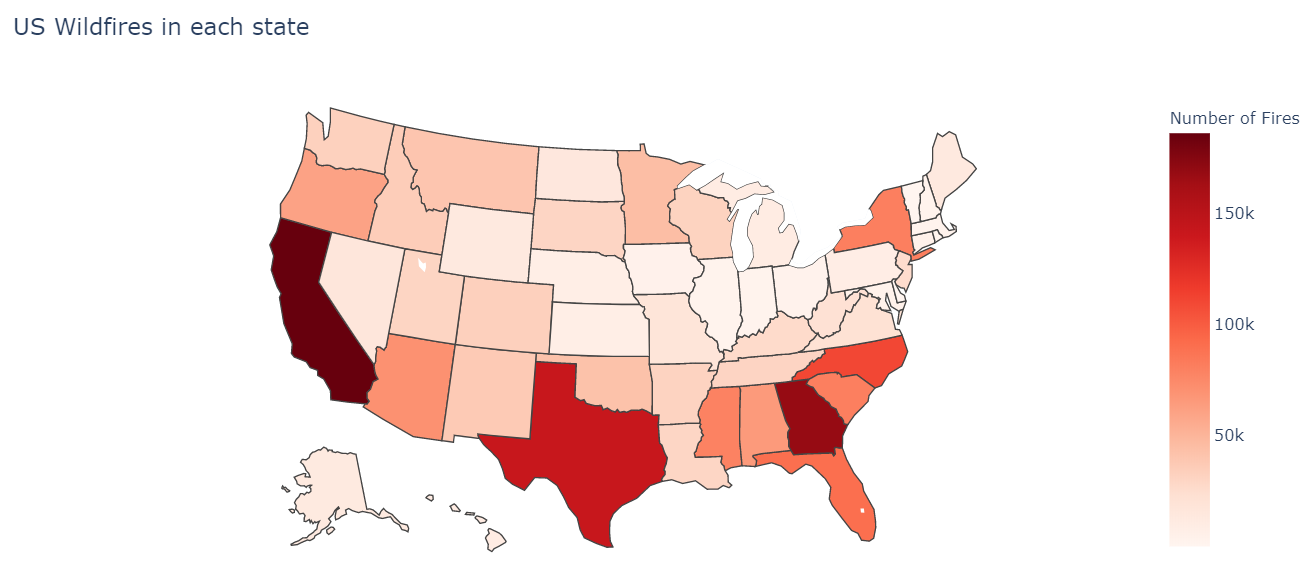 US Wildfires in each state
Number of Fires
150k
100k
50k